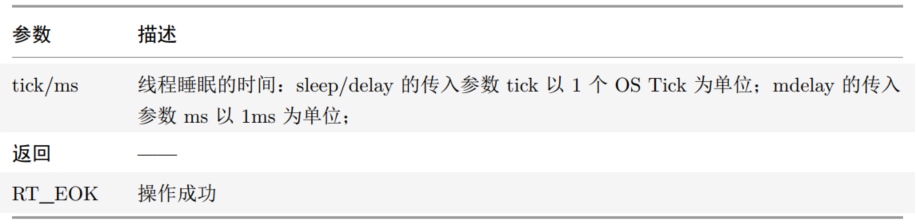 参数 描述
tick/ms 线程睡眠的时间：sleep/delay 的传入参数 tick 以 1 个 OS Tick 为单位；mdelay 的传入
参数 ms 以 1ms 为单位；
返回 ——
RT_EOK 操作成功